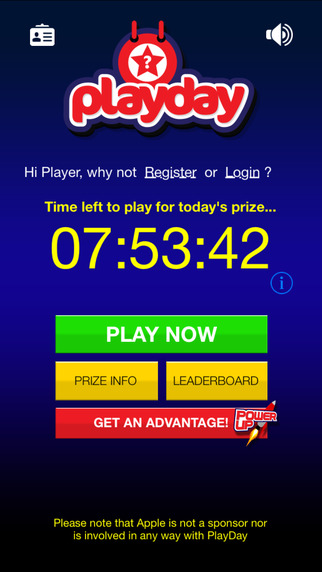 ?
playday
Hi Player, why not Register or Login ?
Time left to play for today's prize...
07:53:42
i
PLAY NOW
PRIZE INFO
LEADERBOARD
GET AN ADVANTAGE!
POWER
UP
Please note that Apple is not a sponsor nor
is involved in any way with PlayDay